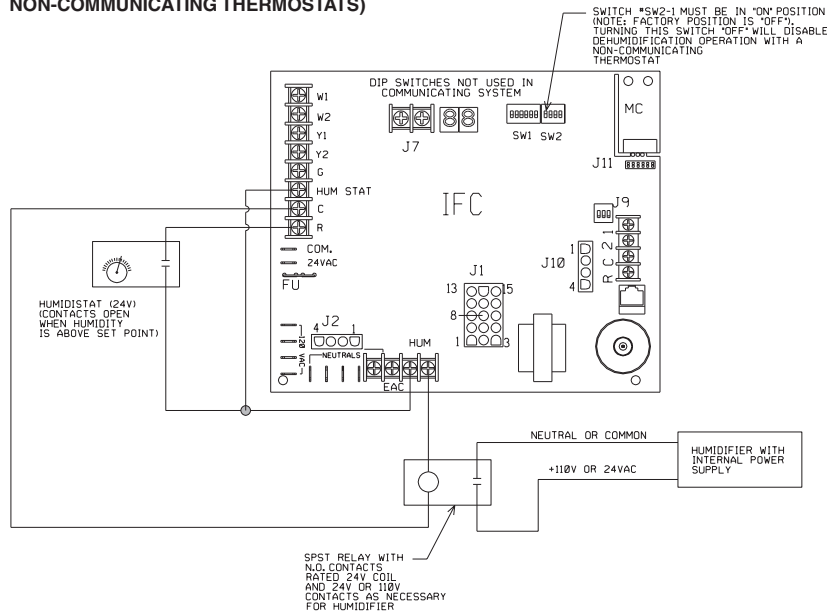 NON-COMMUNICATING THERMOSTATS)
SWITCH "SW2-1 MUST BE IN "ON" POSITION
(NOTE: FACTORY POSITION IS "OFF").
TURNING THIS SWITCH "OFF" WILL DISABLE
DEHUMIDIFICATION OPERATION WITH A
NON-COMMUNICATING
THERMOSTAT
DIP SWITCHES NOT USED IN
COMMUNICATING SYSTEM
W1
W2
Y1
Y2
G
HUM STAT
C
R
COM.
24VAC
FU
J7
88
SW1 SW2
MC
J11
IFC
J9
R C 2 1
J10
1
4
J1
13
15
8
1
3
HUMIDISTAT (24V)
(CONTACTS OPEN
WHEN HUMIDITY
IS ABOVE SET POINT)
J2
4
1
120 VAC
NEUTRALS
HUM
EAC
NEUTRAL OR COMMON
+110V OR 24VAC
HUMIDIFIER WITH
INTERNAL POWER
SUPPLY
SPST RELAY WITH
N.O. CONTACTS
RATED 24V COIL
AND 24V OR 110V
CONTACTS AS NECESSARY
FOR HUMIDIFIER